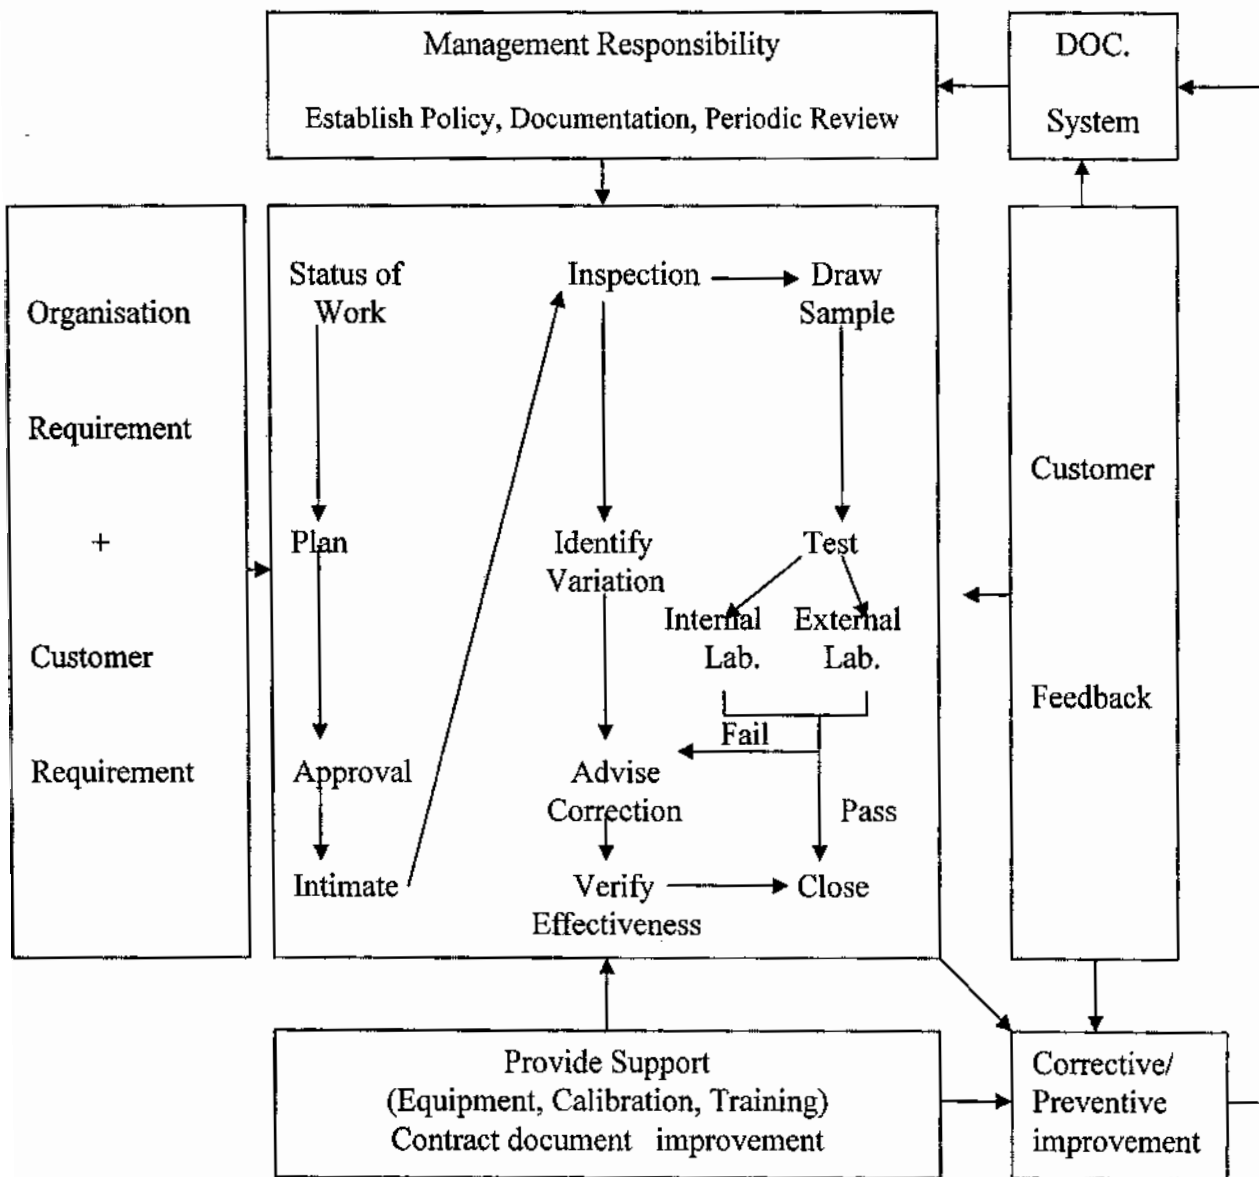 Management Responsibility
Establish Policy, Documentation, Periodic Review
DOC.
System
Organisation
Requirement
+
Customer
Requirement
Status of
Work
Plan
Approval
Intimate
Inspection
Identify
Variation
Advise
Correction
Verify
Effectiveness
Draw
Sample
Test
Internal
Lab.
External
Lab.
Fail
Pass
Close
Customer
Feedback
Provide Support
(Equipment, Calibration, Training)
Contract document improvement
Corrective/
Preventive
improvement